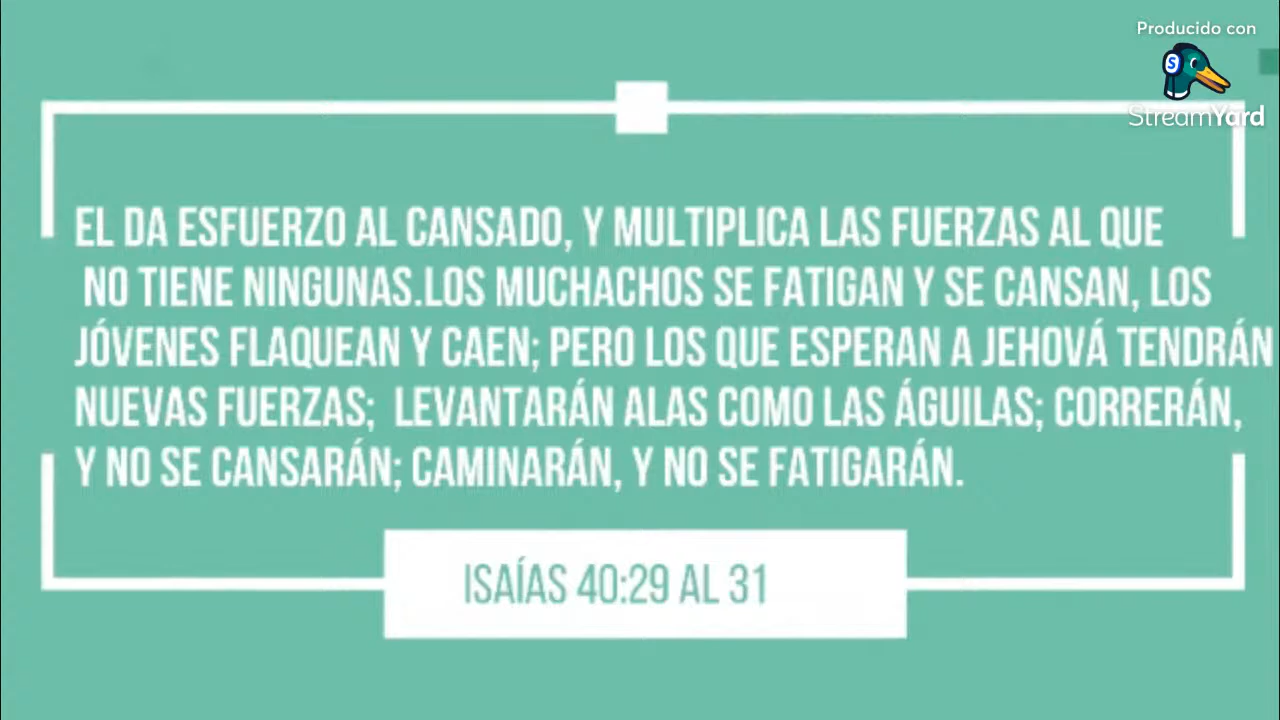 Producido con
StreamYard
EL DA ESFUERZO AL CANSADO, Y MULTIPLICA LAS FUERZAS AL QUE
NO TIENE NINGUNAS.LOS MUCHACHOS SE FATIGAN Y SE CANSAN, LOS
JÓVENES FLAQUEAN Y CAEN; PERO LOS QUE ESPERAN A JEHOVÁ TENDRÁN
NUEVAS FUERZAS; LEVANTARÁN ALAS COMO LAS ÁGUILAS; CORRERÁN,
Y NO SE CANSARÁN; CAMINARÁN, Y NO SE FATIGARÁN.
ISAÍAS 40:29 AL 31